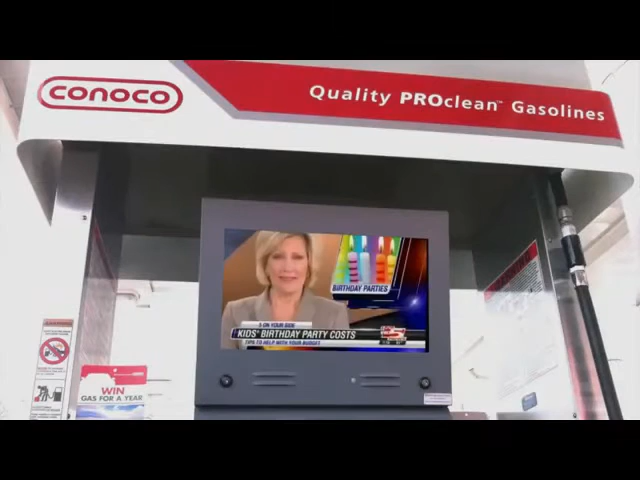 conoco
Quality PROclean™ Gasolines
BIRTHDAY PARTIES
5 ON YOUR SIDE
KIDS' BIRTHDAY PARTY COSTS
5
TIPS TO HELP WITH YOUR BUDGET
WIN
GAS FOR A YEAR